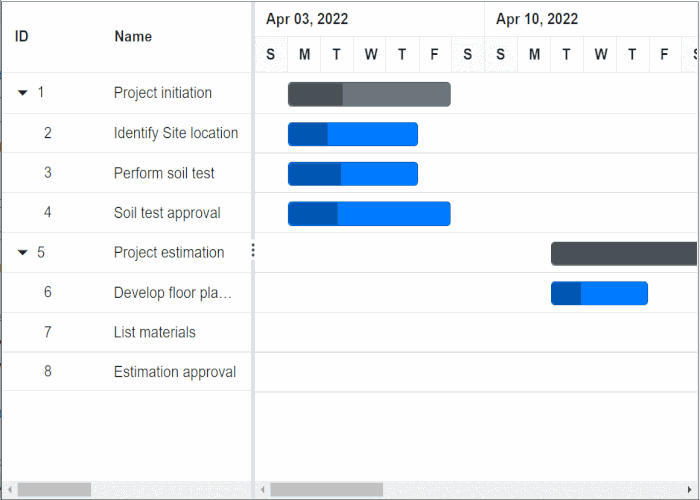 Apr 03, 2022 Apr 10, 2022
ID Name
S M T W T F S S M T W T F S
1 Project initiation
2 Identify Site location
3 Perform soil test
4 Soil test approval
5 Project estimation
6 Develop floor pla…
7 List materials
8 Estimation approval